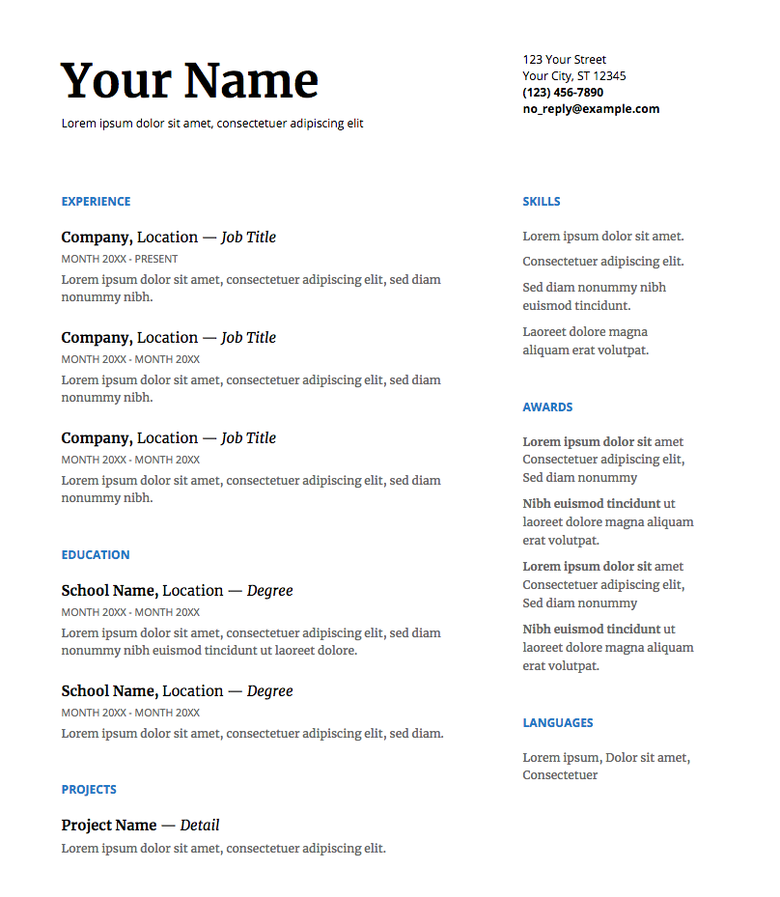 Your Name
Lorem ipsum dolor sit amet, consectetuer adipiscing elit
123 Your Street
Your City, ST 12345
(123) 456-7890
no_reply@example.com
EXPERIENCE
Company, Location — Job Title
MONTH 20XX - PRESENT
Lorem ipsum dolor sit amet, consectetuer adipiscing elit, sed diam
nonummy nibh.
Company, Location — Job Title
MONTH 20XX - MONTH 20XX
Lorem ipsum dolor sit amet, consectetuer adipiscing elit, sed diam
nonummy nibh.
Company, Location — Job Title
MONTH 20XX - MONTH 20XX
Lorem ipsum dolor sit amet, consectetuer adipiscing elit, sed diam
nonummy nibh.
EDUCATION
School Name, Location — Degree
MONTH 20XX - MONTH 20XX
Lorem ipsum dolor sit amet, consectetuer adipiscing elit, sed diam
nonummy nibh euismod tincidunt ut laoreet dolore.
School Name, Location — Degree
MONTH 20XX - MONTH 20XX
Lorem ipsum dolor sit amet, consectetuer adipiscing elit, sed diam.
PROJECTS
Project Name — Detail
Lorem ipsum dolor sit amet, consectetuer adipiscing elit.
SKILLS
Lorem ipsum dolor sit amet.
Consectetuer adipiscing elit.
Sed diam nonummy nibh
euismod tincidunt.
Laoreet dolore magna
aliquam erat volutpat.
AWARDS
Lorem ipsum dolor sit amet
Consectetuer adipiscing elit,
Sed diam nonummy
Nibh euismod tincidunt ut
laoreet dolore magna aliquam
erat volutpat.
Lorem ipsum dolor sit amet
Consectetuer adipiscing elit,
Sed diam nonummy
Nibh euismod tincidunt ut
laoreet dolore magna aliquam
erat volutpat.
LANGUAGES
Lorem ipsum, Dolor sit amet,
Consectetuer